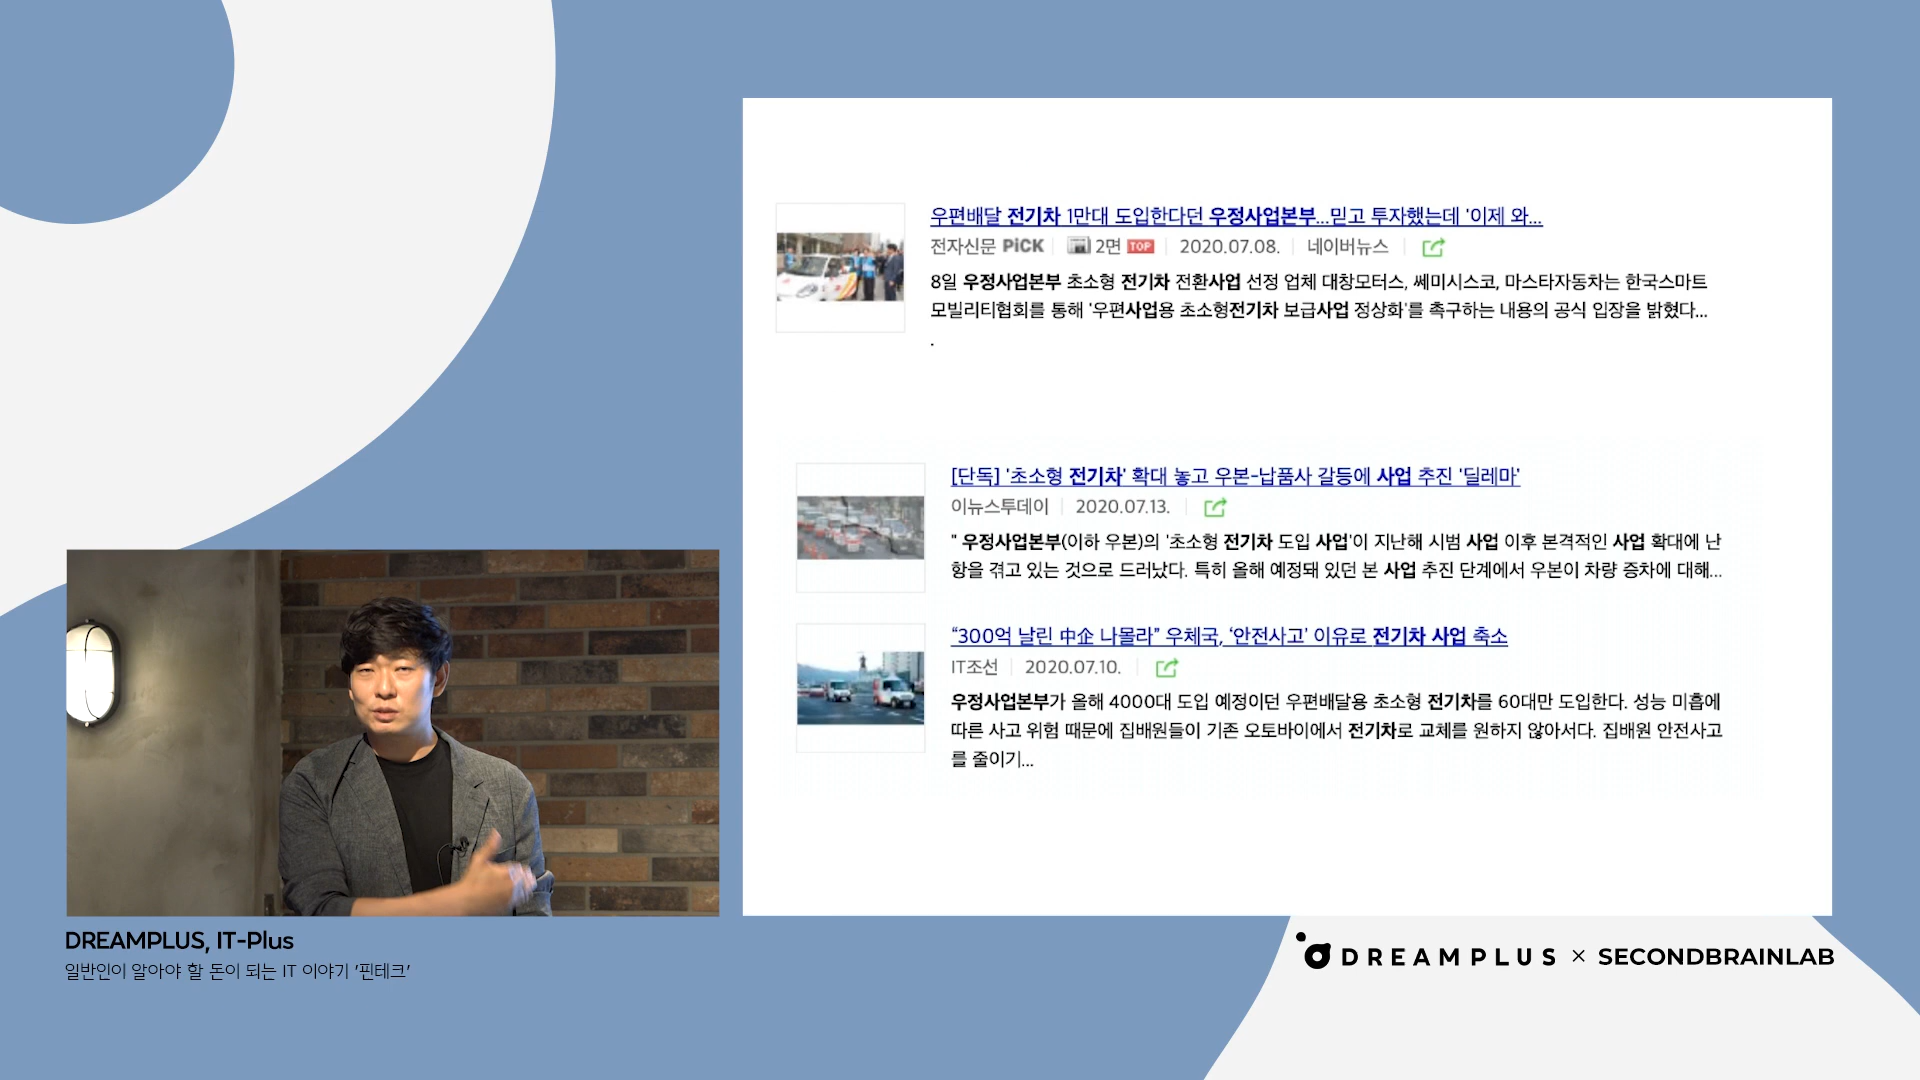 우편배달 전기차 1만대 도입한다던 우정사업본부...믿고 투자했는데 '이제 와...
전자신문 PiCK 2면 TOP 2020.07.08. 네이버뉴스
8일 우정사업본부 초소형 전기차 전환사업 선정 업체 대창모터스, 쎄미시스코, 마스타자동차는 한국스마트
모빌리티협회를 통해 '우편사업용 초소형전기차 보급사업 정상화'를 촉구하는 내용의 공식 입장을 밝혔다...
.
[단독] '초소형 전기차' 확대 놓고 우본-납품사 갈등에 사업 추진 '딜레마'
이뉴스투데이 2020.07.13.
" 우정사업본부(이하 우본)의 '초소형 전기차 도입 사업'이 지난해 시범 사업 이후 본격적인 사업 확대에 난
항을 겪고 있는 것으로 드러났다. 특히 올해 예정돼 있던 본 사업 추진 단계에서 우본이 차량 증차에 대해...
“300억 날린 中企 나몰라” 우체국, ‘안전사고’ 이유로 전기차 사업 축소
IT조선 2020.07.10.
우정사업본부가 올해 4000대 도입 예정이던 우편배달용 초소형 전기차를 60대만 도입한다. 성능 미흡에
따른 사고 위험 때문에 집배원들이 기존 오토바이에서 전기차로 교체를 원하지 않아서다. 집배원 안전사고
를 줄이기...
DREAMPLUS, IT-Plus
일반인이 알아야 할 돈이 되는 IT 이야기 '핀테크'
DREAMPLUS × SECONDBRAINLAB